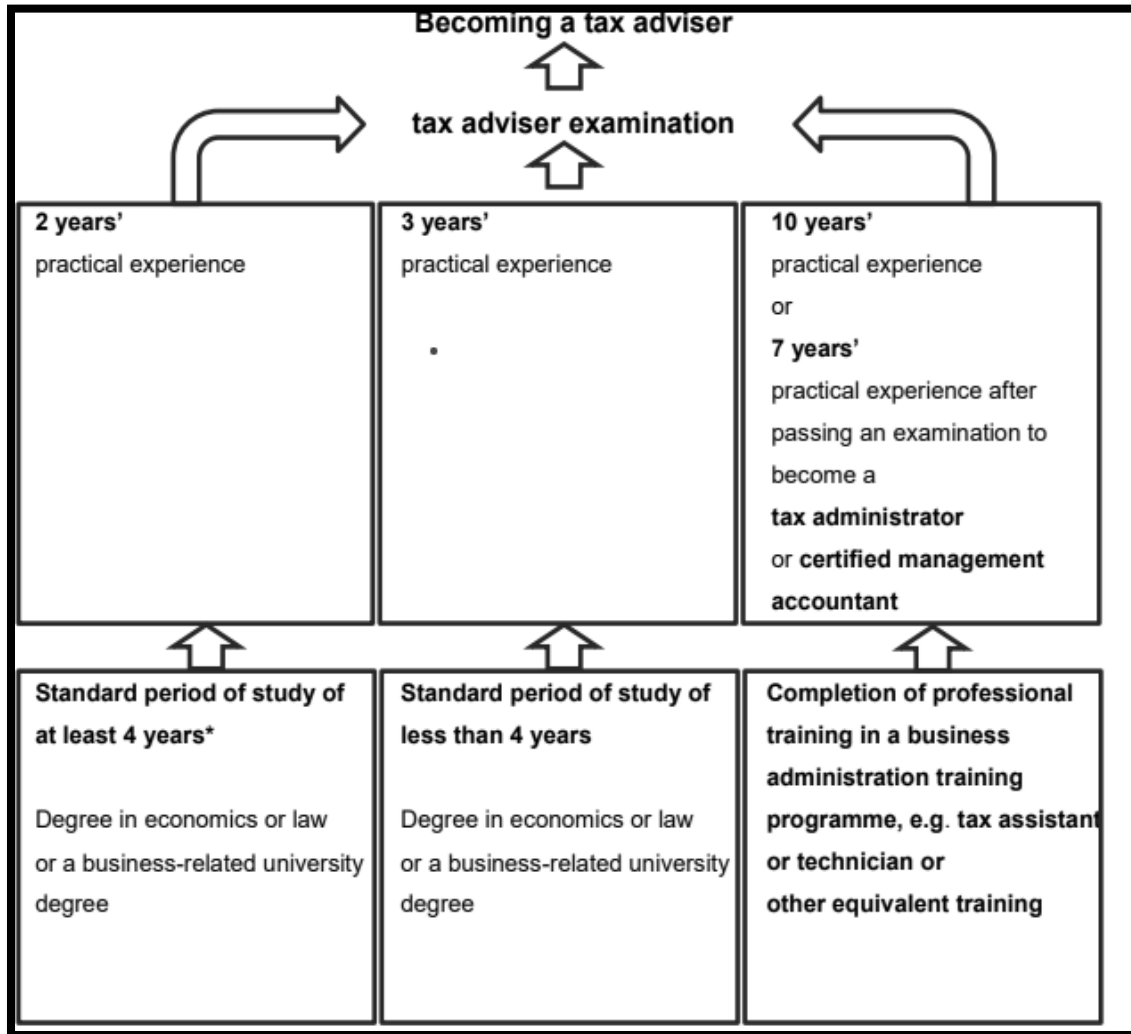 Becoming a tax adviser
tax adviser examination
2 years’
practical experience
3 years’
practical experience
•
10 years’
practical experience
or
7 years’
practical experience after
passing an examination to
become a
tax administrator
or certified management
accountant
Standard period of study of
at least 4 years*
Degree in economics or law
or a business-related university
degree
Standard period of study of
less than 4 years
Degree in economics or law
or a business-related university
degree
Completion of professional
training in a business
administration training
programme, e.g. tax assistant
or technician or
other equivalent training